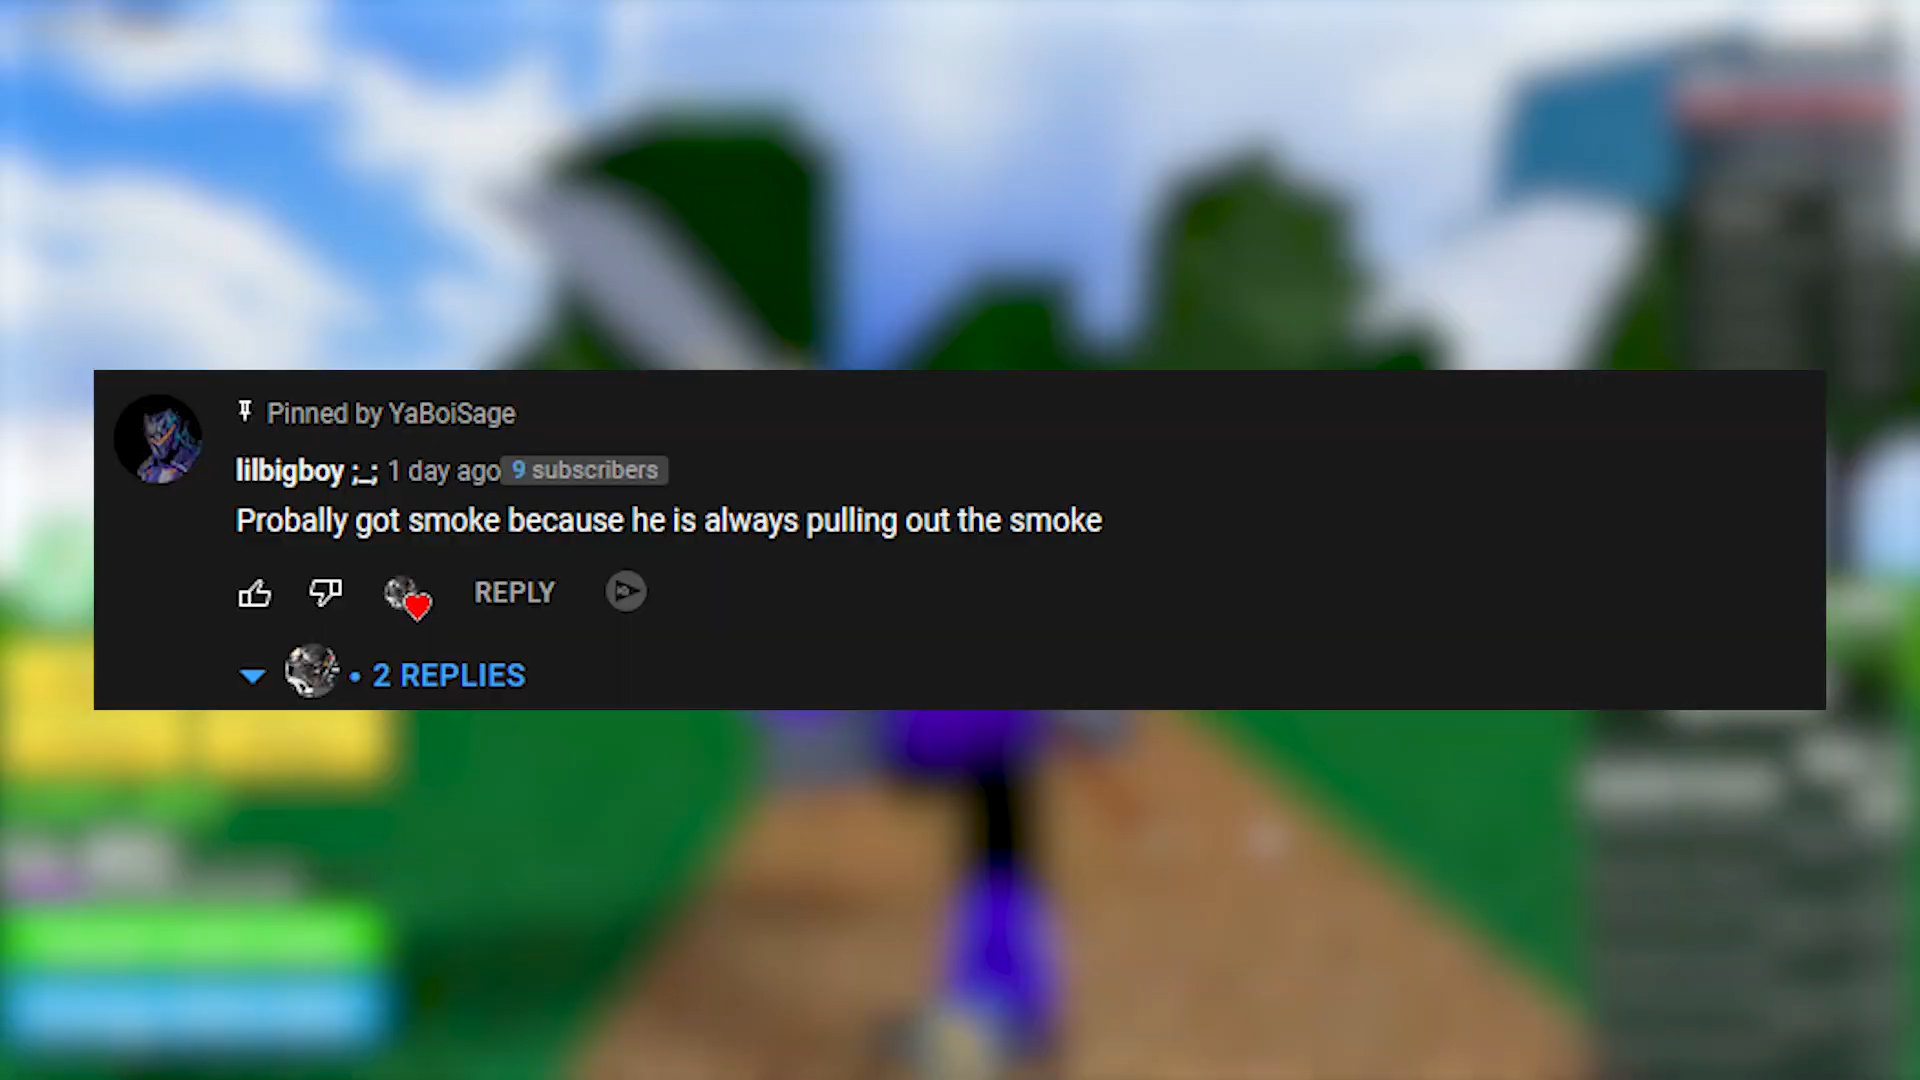 Pinned by YaBoiSage
lilbigboy ;_; 1 day ago 9 subscribers
Probally got smoke because he is always pulling out the smoke
REPLY
• 2 REPLIES